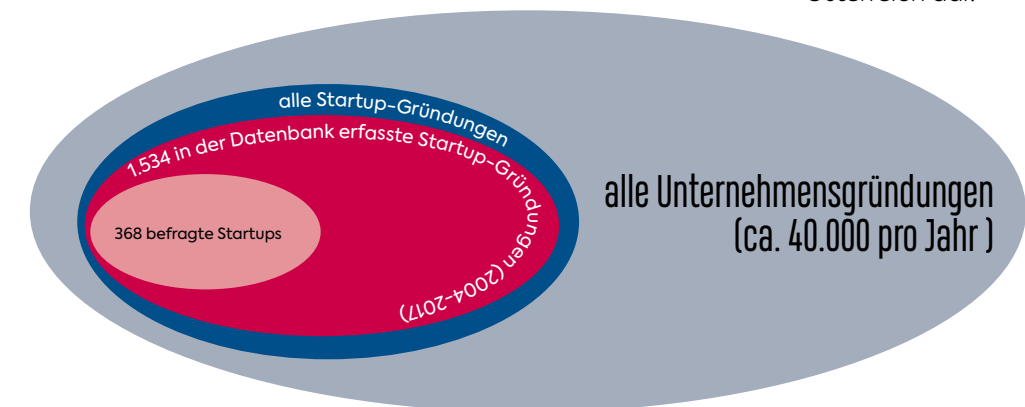 alle Startup-Gründungen
1.534 in der Datenbank erfasste Startup-Gründungen (2004-2017)
368 befragte Startups
alle Unternehmensgründungen
(ca. 40.000 pro Jahr )